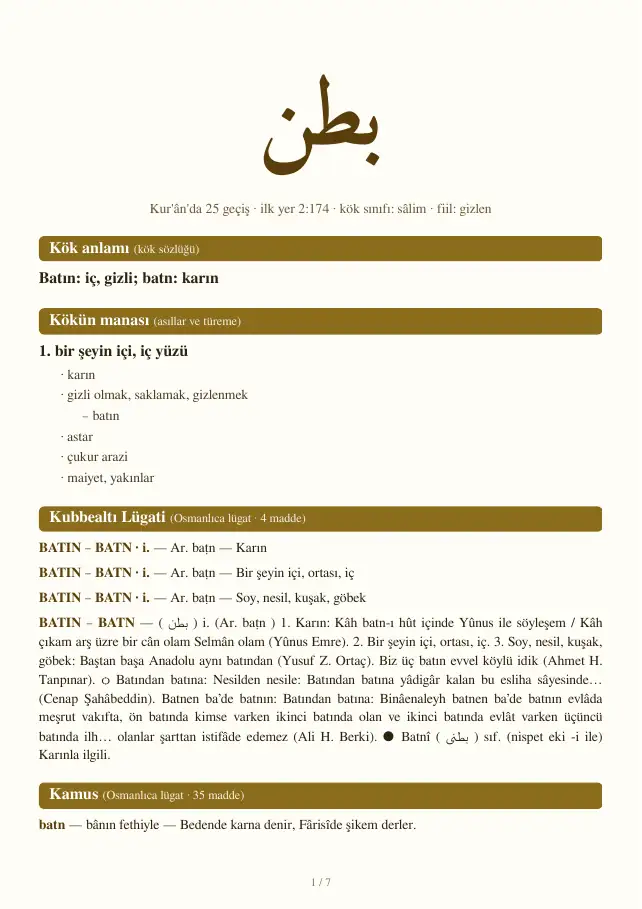 بطن
Kur'ân'da 25 geçiş · ilk yer 2:174 · kök sınıfı: sâlim · fiil: gizlen
Kök anlamı (kök sözlüğü)
Batın: iç, gizli; batn: karın
Kökün manası (asıllar ve türeme)
1. bir şeyin içi, iç yüzü
· karın
· gizli olmak, saklamak, gizlenmek
– batın
· astar
· çukur arazi
· maiyet, yakınlar
Kubbealtı Lügati (Osmanlıca lügat · 4 madde)
BATIN – BATN · i. — Ar. baṭn — Karın
BATIN – BATN · i. — Ar. baṭn — Bir şeyin içi, ortası, iç
BATIN – BATN · i. — Ar. baṭn — Soy, nesil, kuşak, göbek
BATIN – BATN — ( بطن ) i. (Ar. baṭn ) 1. Karın: Kâh batn-ı hût içinde Yûnus ile söyleşem / Kâh
çıkam arş üzre bir cân olam Selmân olam (Yûnus Emre). 2. Bir şeyin içi, ortası, iç. 3. Soy, nesil, kuşak,
göbek: Baştan başa Anadolu aynı batından (Yusuf Z. Ortaç). Biz üç batın evvel köylü idik (Ahmet H.
Tanpınar). ѻ Batından batına: Nesilden nesile: Batından batına yâdigâr kalan bu esliha sâyesinde…
(Cenap Şahâbeddin). Batnen ba’de batnın: Batından batına: Binâenaleyh batnen ba’de batnın evlâda
meşrut vakıfta, ön batında kimse varken ikinci batında olan ve ikinci batında evlât varken üçüncü
batında ilh… olanlar şarttan istifâde edemez (Ali H. Berki). ● Batnî ( بطنى ) sıf. (nispet eki -і ile)
Karınla ilgili.
Kamus (Osmanlıca lügat · 35 madde)
batn — bânın fethiyle — Bedende karna denir, Fârisîde şikem derler.
1 / 7